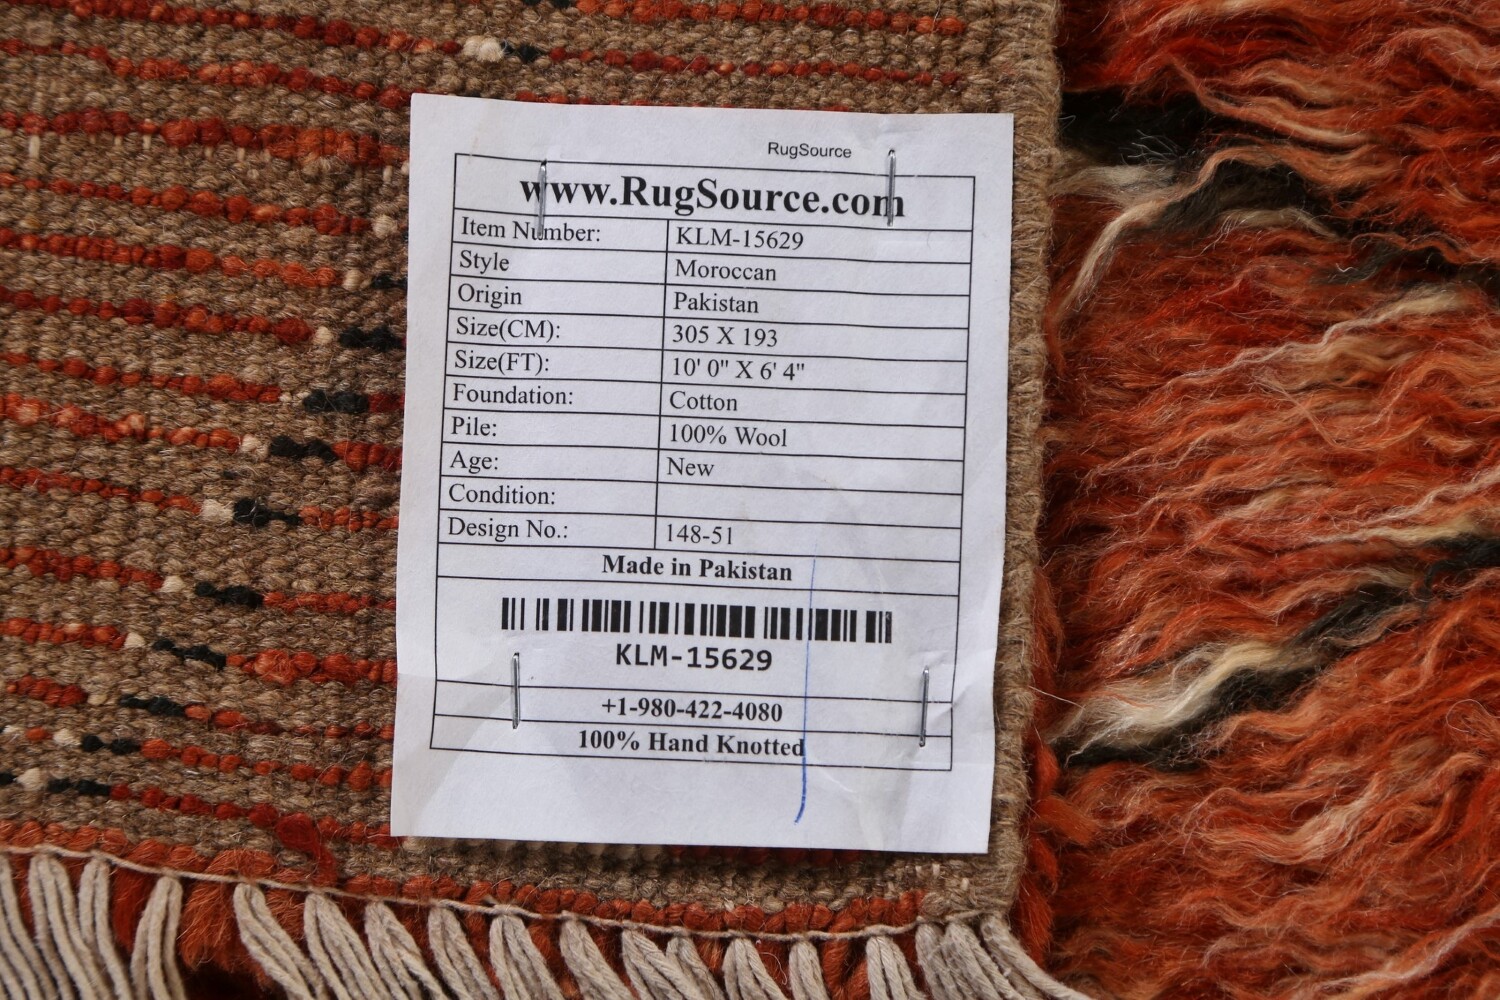 RugSource
www.RugSource.com
Item Number: KLM-15629
Style Moroccan
Origin Pakistan
Size(CM): 305 X 193
Size(FT): 10' 0" X 6' 4"
Foundation: Cotton
Pile: 100% Wool
Age: New
Condition:
Design No.: 148-51
Made in Pakistan
KLM-15629
+1-980-422-4080
100% Hand Knotted